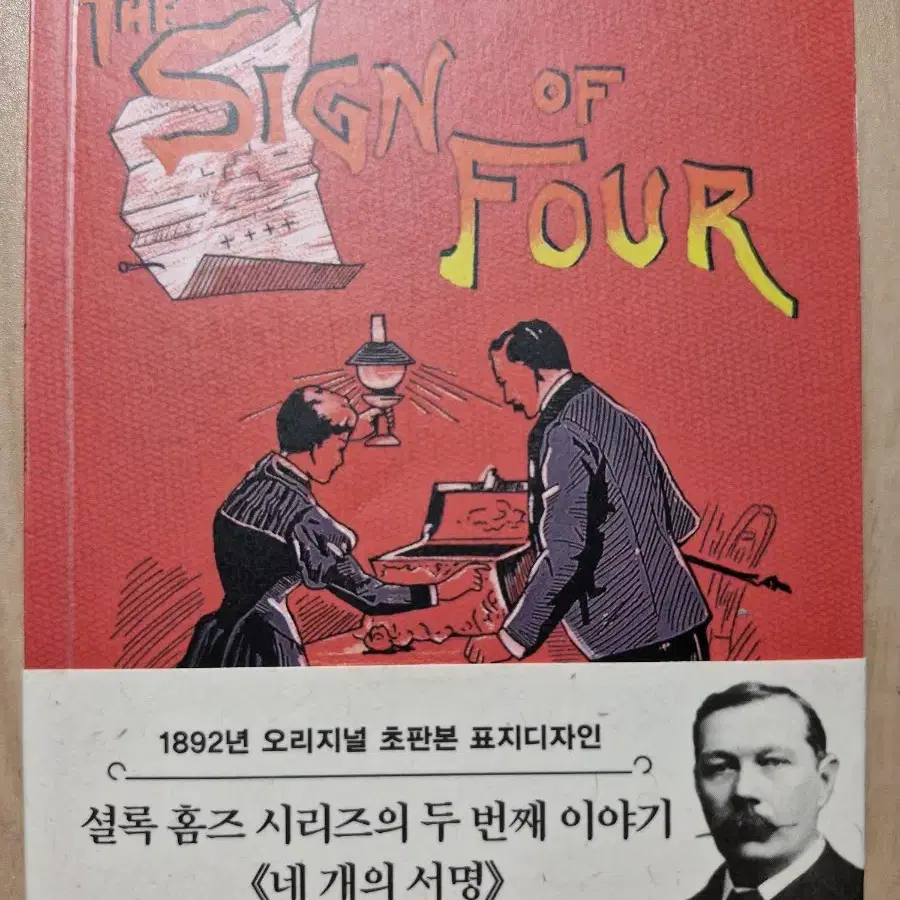 THE
SIGN OF
FOUR
++++
1892년 오리지널 초판본 표지디자인
셜록 홈즈 시리즈의 두 번째 이야기
《네 개의 서명》